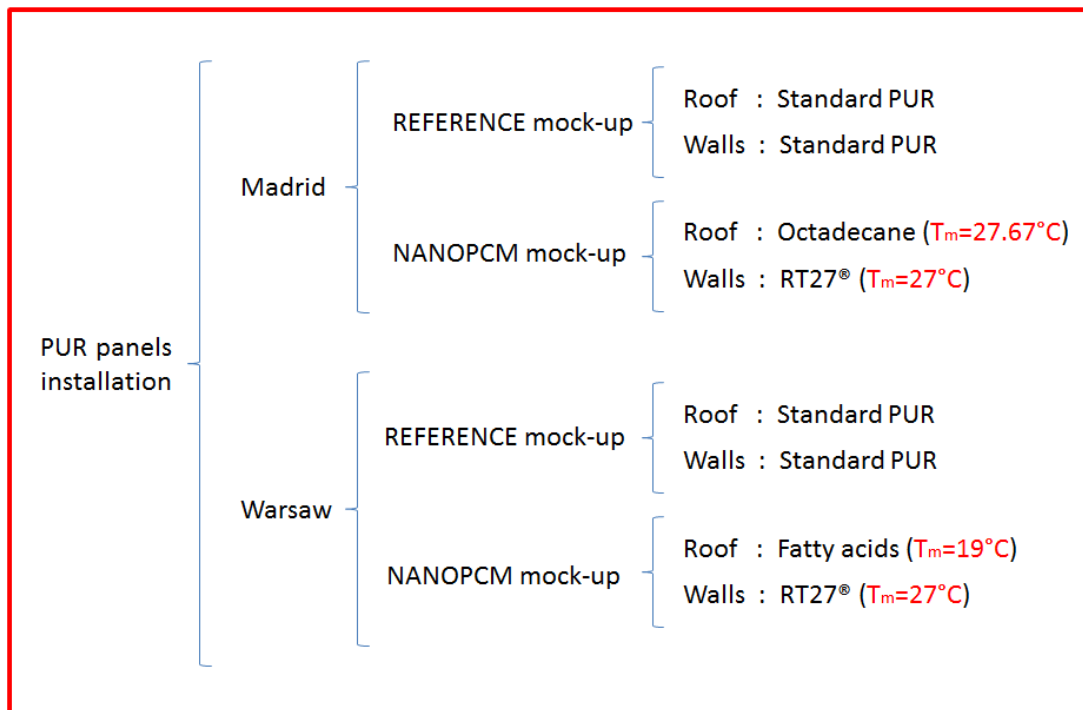 PUR panels
installation
Madrid
REFERENCE mock-up
Roof : Standard PUR
Walls : Standard PUR
NANOPCM mock-up
Roof : Octadecane (Tm=27.67°C)
Walls : RT27® (Tm=27°C)
Warsaw
REFERENCE mock-up
Roof : Standard PUR
Walls : Standard PUR
NANOPCM mock-up
Roof : Fatty acids (Tm=19°C)
Walls : RT27® (Tm=27°C)